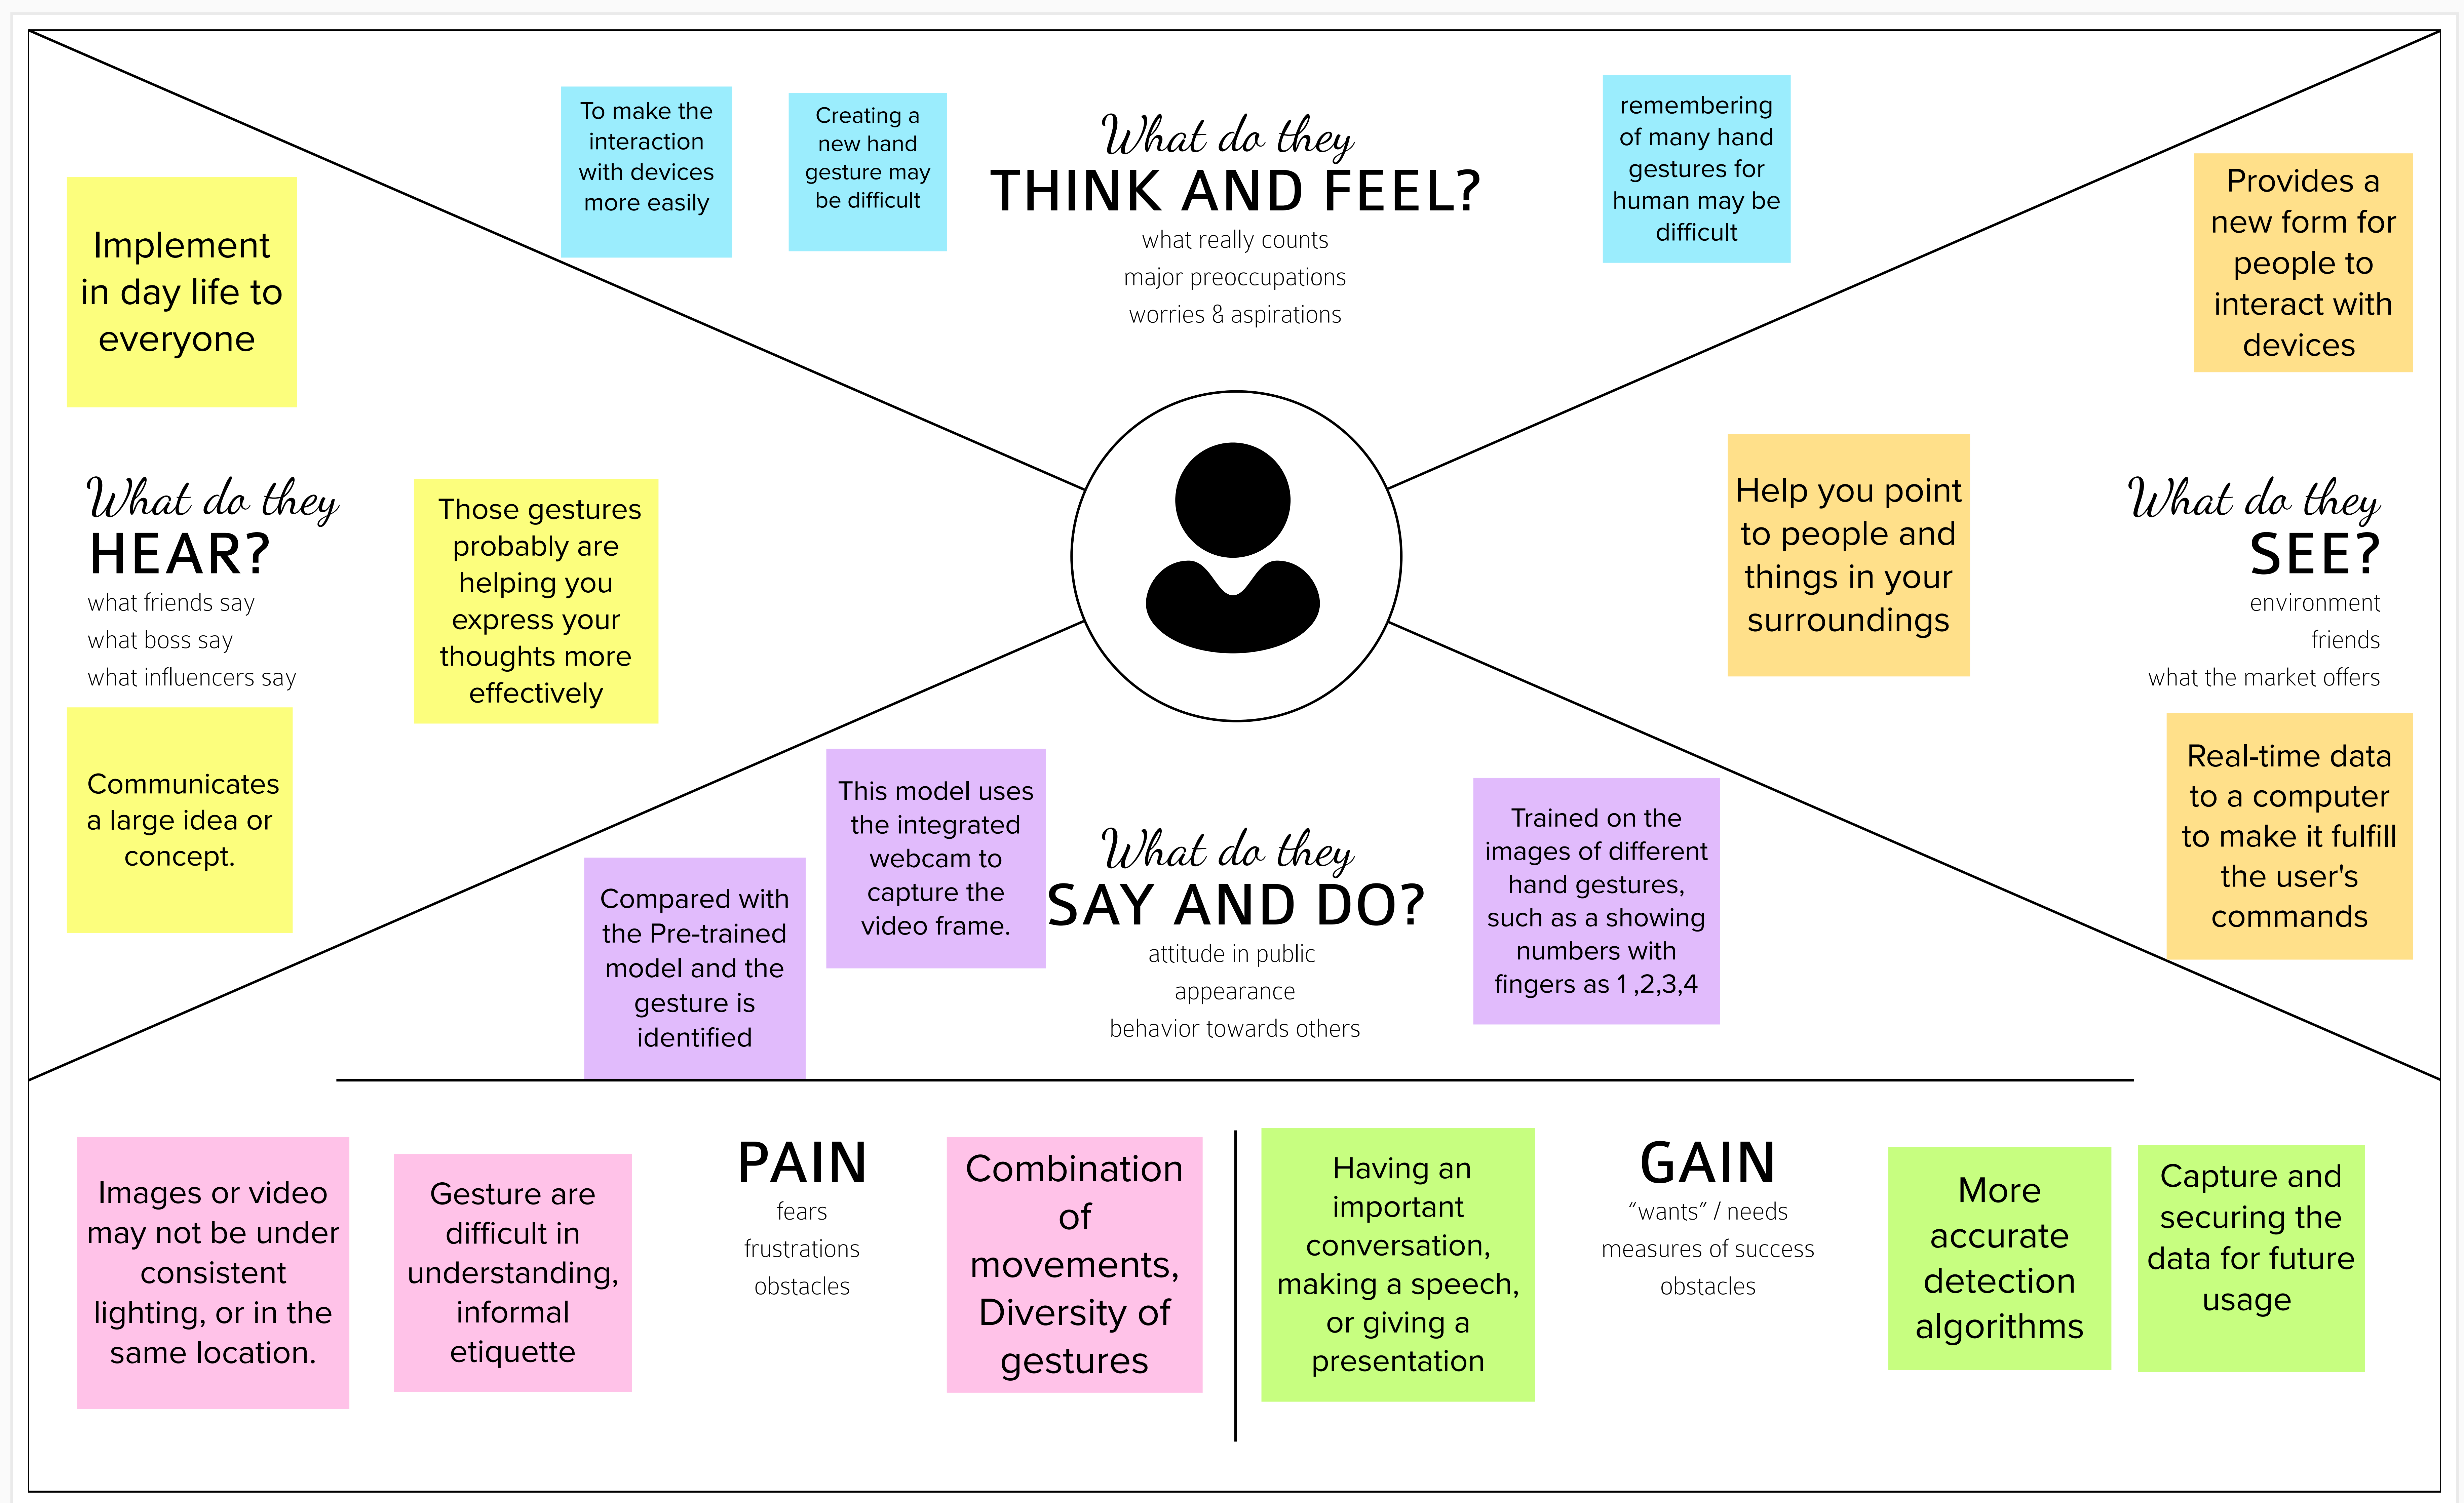 To make the
interaction
with devices
more easily
Creating a
new hand
gesture may
be difficult
What do they
THINK AND FEEL?
what really counts
major preoccupations
worries & aspirations
remembering
of many hand
gestures for
human may be
difficult
Implement
in day life to
everyone
What do they
HEAR?
what friends say
what boss say
what influencers say
Those gestures
probably are
helping you
express your
thoughts more
effectively
Communicates
a large idea or
concept.
Provides a
new form for
people to
interact with
devices
Help you point
to people and
things in your
surroundings
What do they
SEE?
environment
friends
what the market offers
Real-time data
to a computer
to make it fulfill
the user's
commands
Compared with
the Pre-trained
model and the
gesture is
identified
This model uses
the integrated
webcam to
capture the
video frame.
What do they
SAY AND DO?
attitude in public
appearance
behavior towards others
Trained on the
images of different
hand gestures,
such as a showing
numbers with
fingers as 1 ,2,3,4
Images or video
may not be under
consistent
lighting, or in the
same location.
Gesture are
difficult in
understanding,
informal
etiquette
PAIN
fears
frustrations
obstacles
Combination
of
movements,
Diversity of
gestures
Having an
important
conversation,
making a speech,
or giving a
presentation
GAIN
“wants” / needs
measures of success
obstacles
More
accurate
detection
algorithms
Capture and
securing the
data for future
usage